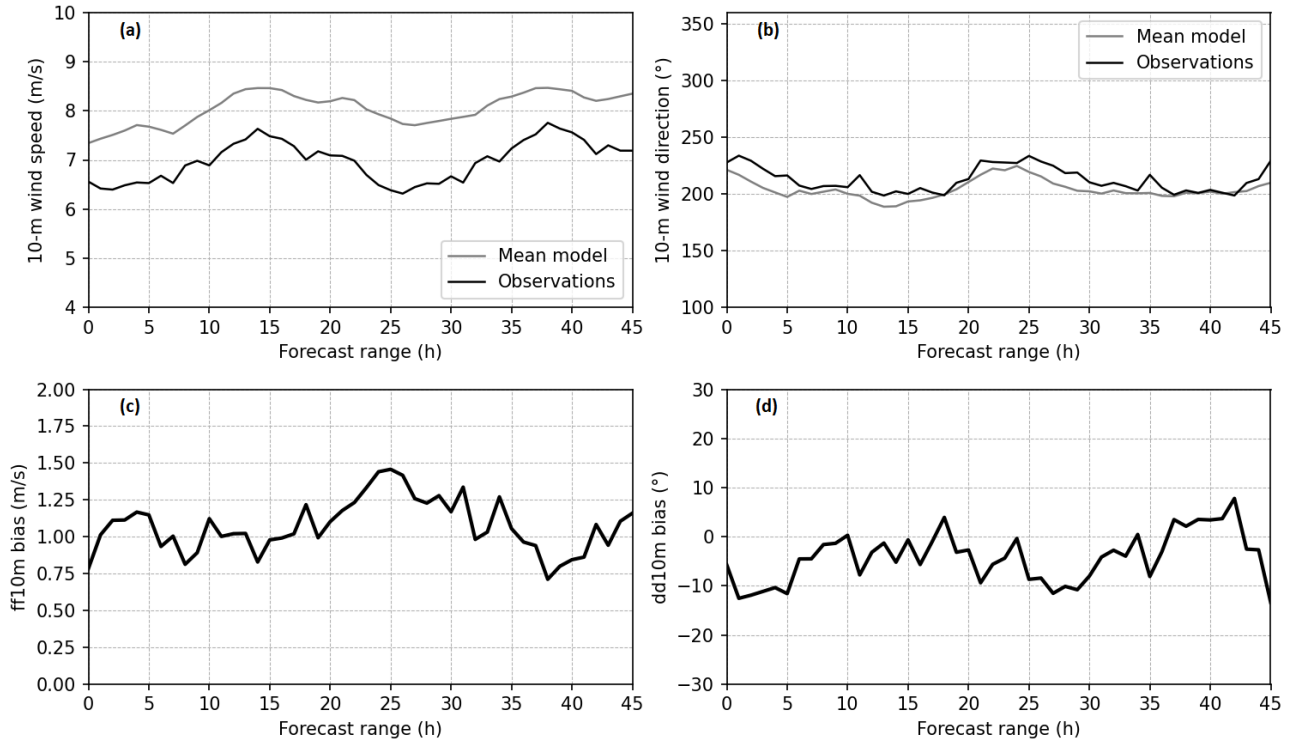 (a)
10
9
8
7
6
5
4
10-m wind speed (m/s)
Mean model
Observations
0 5 10 15 20 25 30 35 40 45
Forecast range (h)
(b)
350
300
250
200
150
100
10-m wind direction (°)
Mean model
Observations
0 5 10 15 20 25 30 35 40 45
Forecast range (h)
(c)
2.00
1.75
1.50
1.25
1.00
0.75
0.50
0.25
0.00
ff10m bias (m/s)
0 5 10 15 20 25 30 35 40 45
Forecast range (h)
(d)
30
20
10
0
−10
−20
−30
dd10m bias (°)
0 5 10 15 20 25 30 35 40 45
Forecast range (h)